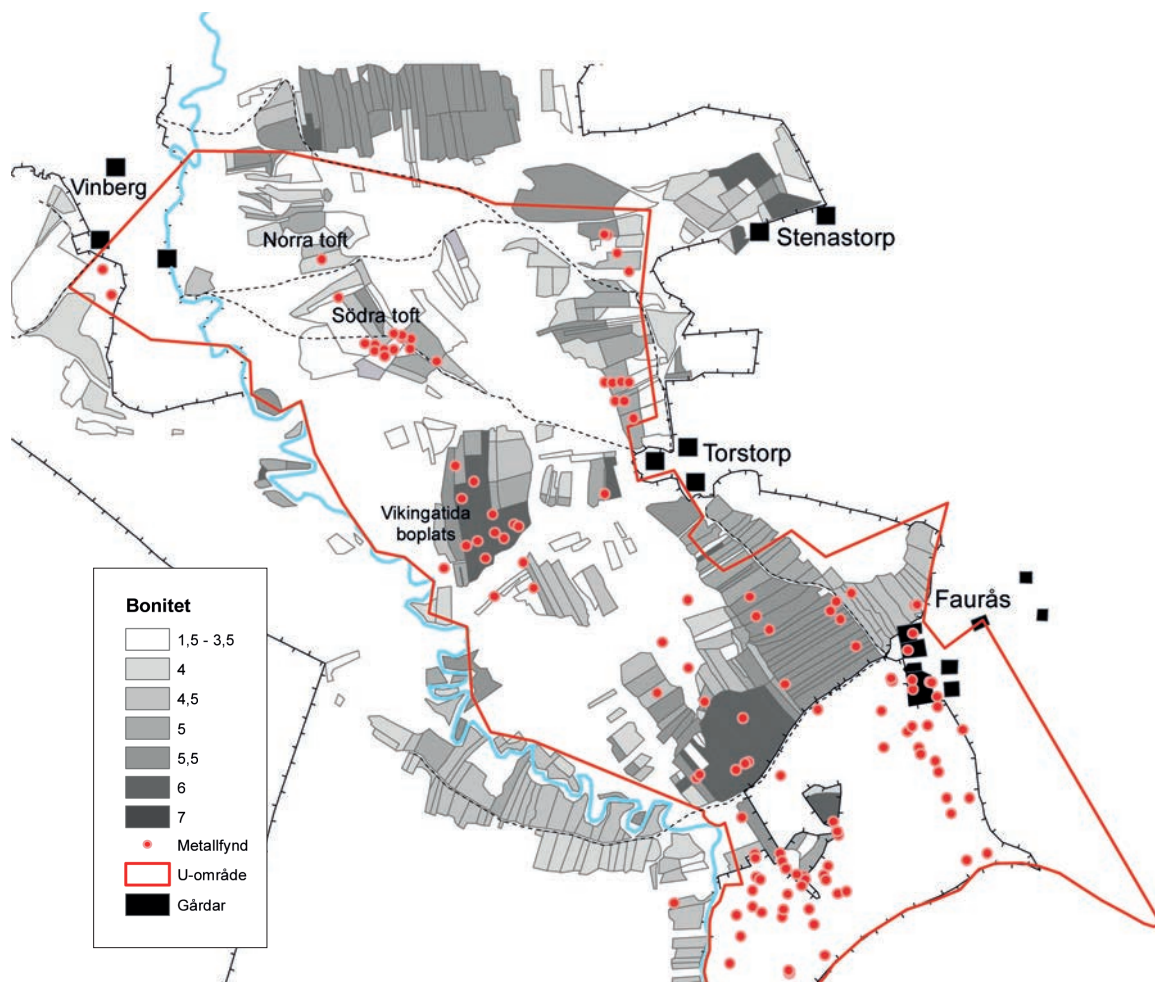 Vinberg
Norra toft
Stenastorp
Södra toft
Torstorp
Vikingatida
boplats
Faurås
Bonitet
1,5 - 3,5
4
4,5
5
5,5
6
7
Metallfynd
U-område
Gårdar